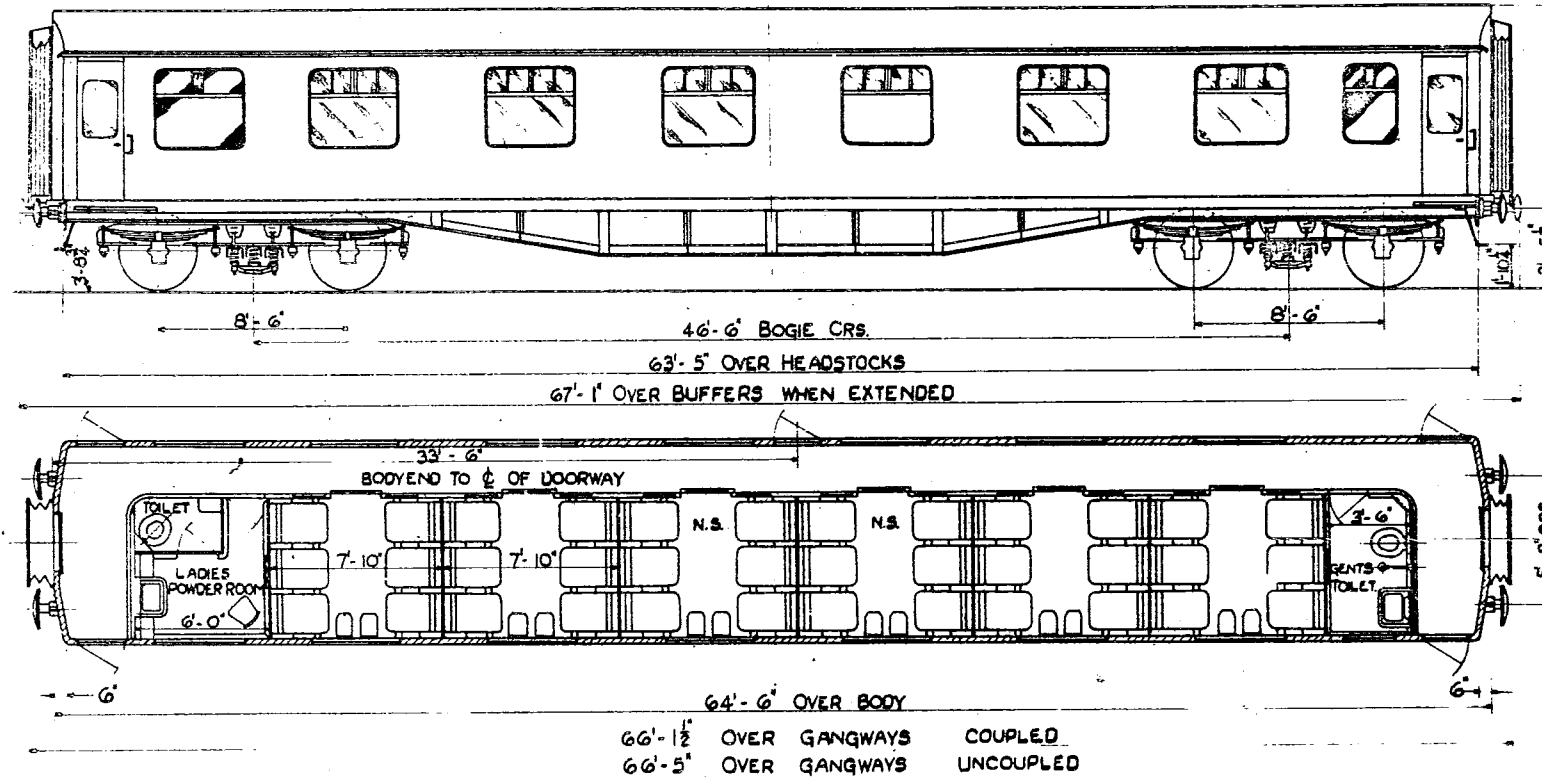 3'-8¾"
1'-10¼"
8'-6"
46'-6" BOGIE CRS.
8'-6"
63'-5" OVER HEADSTOCKS
67'-1" OVER BUFFERS WHEN EXTENDED
33'-6"
BODYEND TO ℄ OF DOORWAY
TOILET
N.S.
N.S.
3'-6"
7'-10"
7'-10"
LADIES
POWDER ROOM
GENTS
TOILET
6'-0"
6"
6"
64'-6" OVER BODY
66'-1½" OVER GANGWAYS COUPLED
66'-5" OVER GANGWAYS UNCOUPLED